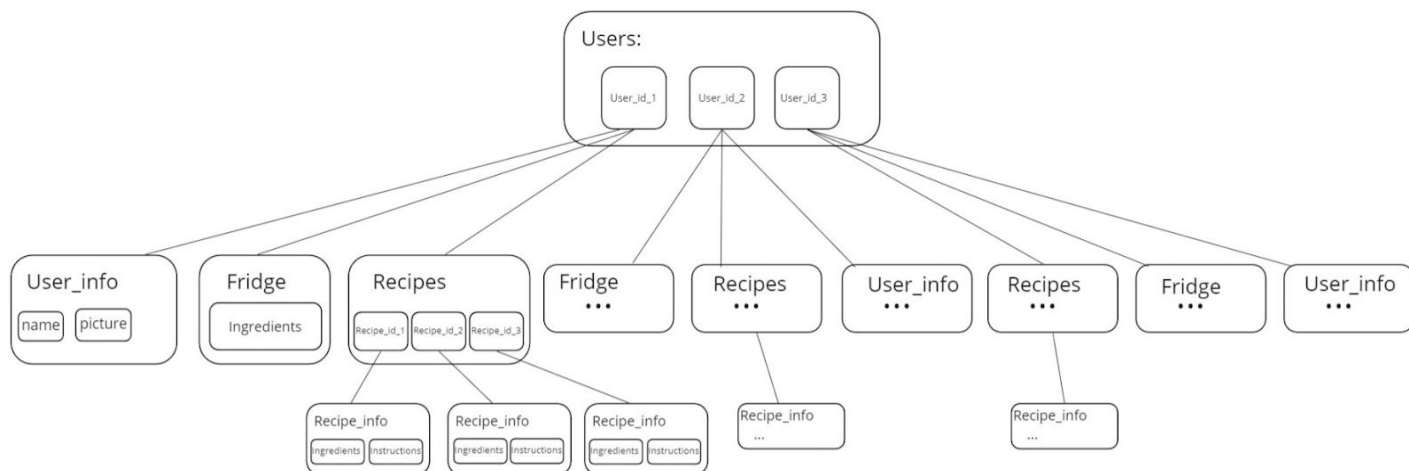 Users:
User_id_1 User_id_2 User_id_3
User_info Fridge Recipes Fridge Recipes User_info Recipes Fridge User_info
... ... ... ... ... ...
name picture Ingredients Recipe_id_1 Recipe_id_2 Recipe_id_3
Recipe_info Recipe_info Recipe_info Recipe_info Recipe_info
... ...
Ingredients Instructions Ingredients Instructions Ingredients Instructions